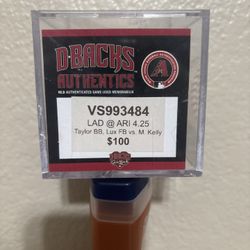 D-BACKS
AUTHENTICS
MLB AUTHENTICATED GAME USED MEMORABILIA
VS993484
LAD @ ARI 4.25
Taylor BB, Lux FB vs. M. Kelly
$100